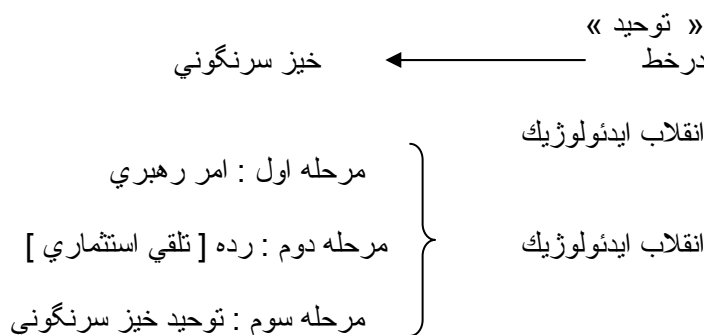 « توحيد »
درخط ← خيز سرنگوني
انقلاب ايدئولوژيك
مرحله اول : امر رهبري
انقلاب ايدئولوژيك
مرحله دوم : رده [ تلقي استثماري ]
مرحله سوم : توحيد خيز سرنگوني